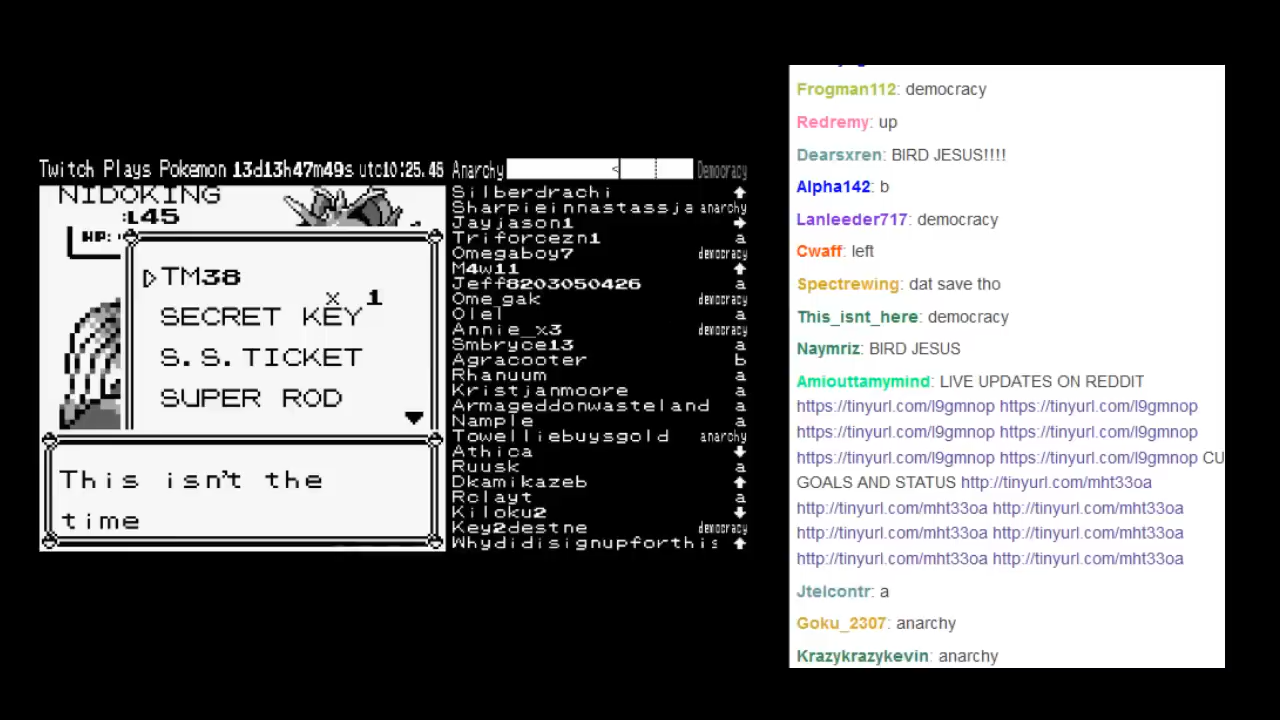 Twitch Plays Pokemon 13d13h47m49s utc10:25.45 Anarchy Democracy
NIDOKING
:L45
HP:
TM38
x 1
SECRET KEY
S.S.TICKET
SUPER ROD
This isn't the
time
Silberdrachi
Sharpieinnastassja anarchy
Jayjason1
Triforcezn1 a
Omegaboy7 democracy
M4w11
Jeff8203050426 a
Ome_gak democracy
Olel a
Annie_x3 democracy
Smbryce13 a
Agracooter b
Rhanuum a
Kristjanmoore a
Armageddonwasteland a
Nample a
Towelliebuysgold anarchy
Athica
Ruusk a
Dkamikazeb
Rclayt a
Kiloku2
Key2destne democracy
Whydidisignupforthis
Frogman112: democracy
Redremy: up
Dearsxren: BIRD JESUS!!!!
Alpha142: b
Lanleeder717: democracy
Cwaff: left
Spectrewing: dat save tho
This_isnt_here: democracy
Naymriz: BIRD JESUS
Amiouttamymind: LIVE UPDATES ON REDDIT
https://tinyurl.com/l9gmnop https://tinyurl.com/l9gmnop
https://tinyurl.com/l9gmnop https://tinyurl.com/l9gmnop
https://tinyurl.com/l9gmnop https://tinyurl.com/l9gmnop CU
GOALS AND STATUS http://tinyurl.com/mht33oa
http://tinyurl.com/mht33oa http://tinyurl.com/mht33oa
http://tinyurl.com/mht33oa http://tinyurl.com/mht33oa
http://tinyurl.com/mht33oa http://tinyurl.com/mht33oa
Jtelcontr: a
Goku_2307: anarchy
Krazykrazykevin: anarchy